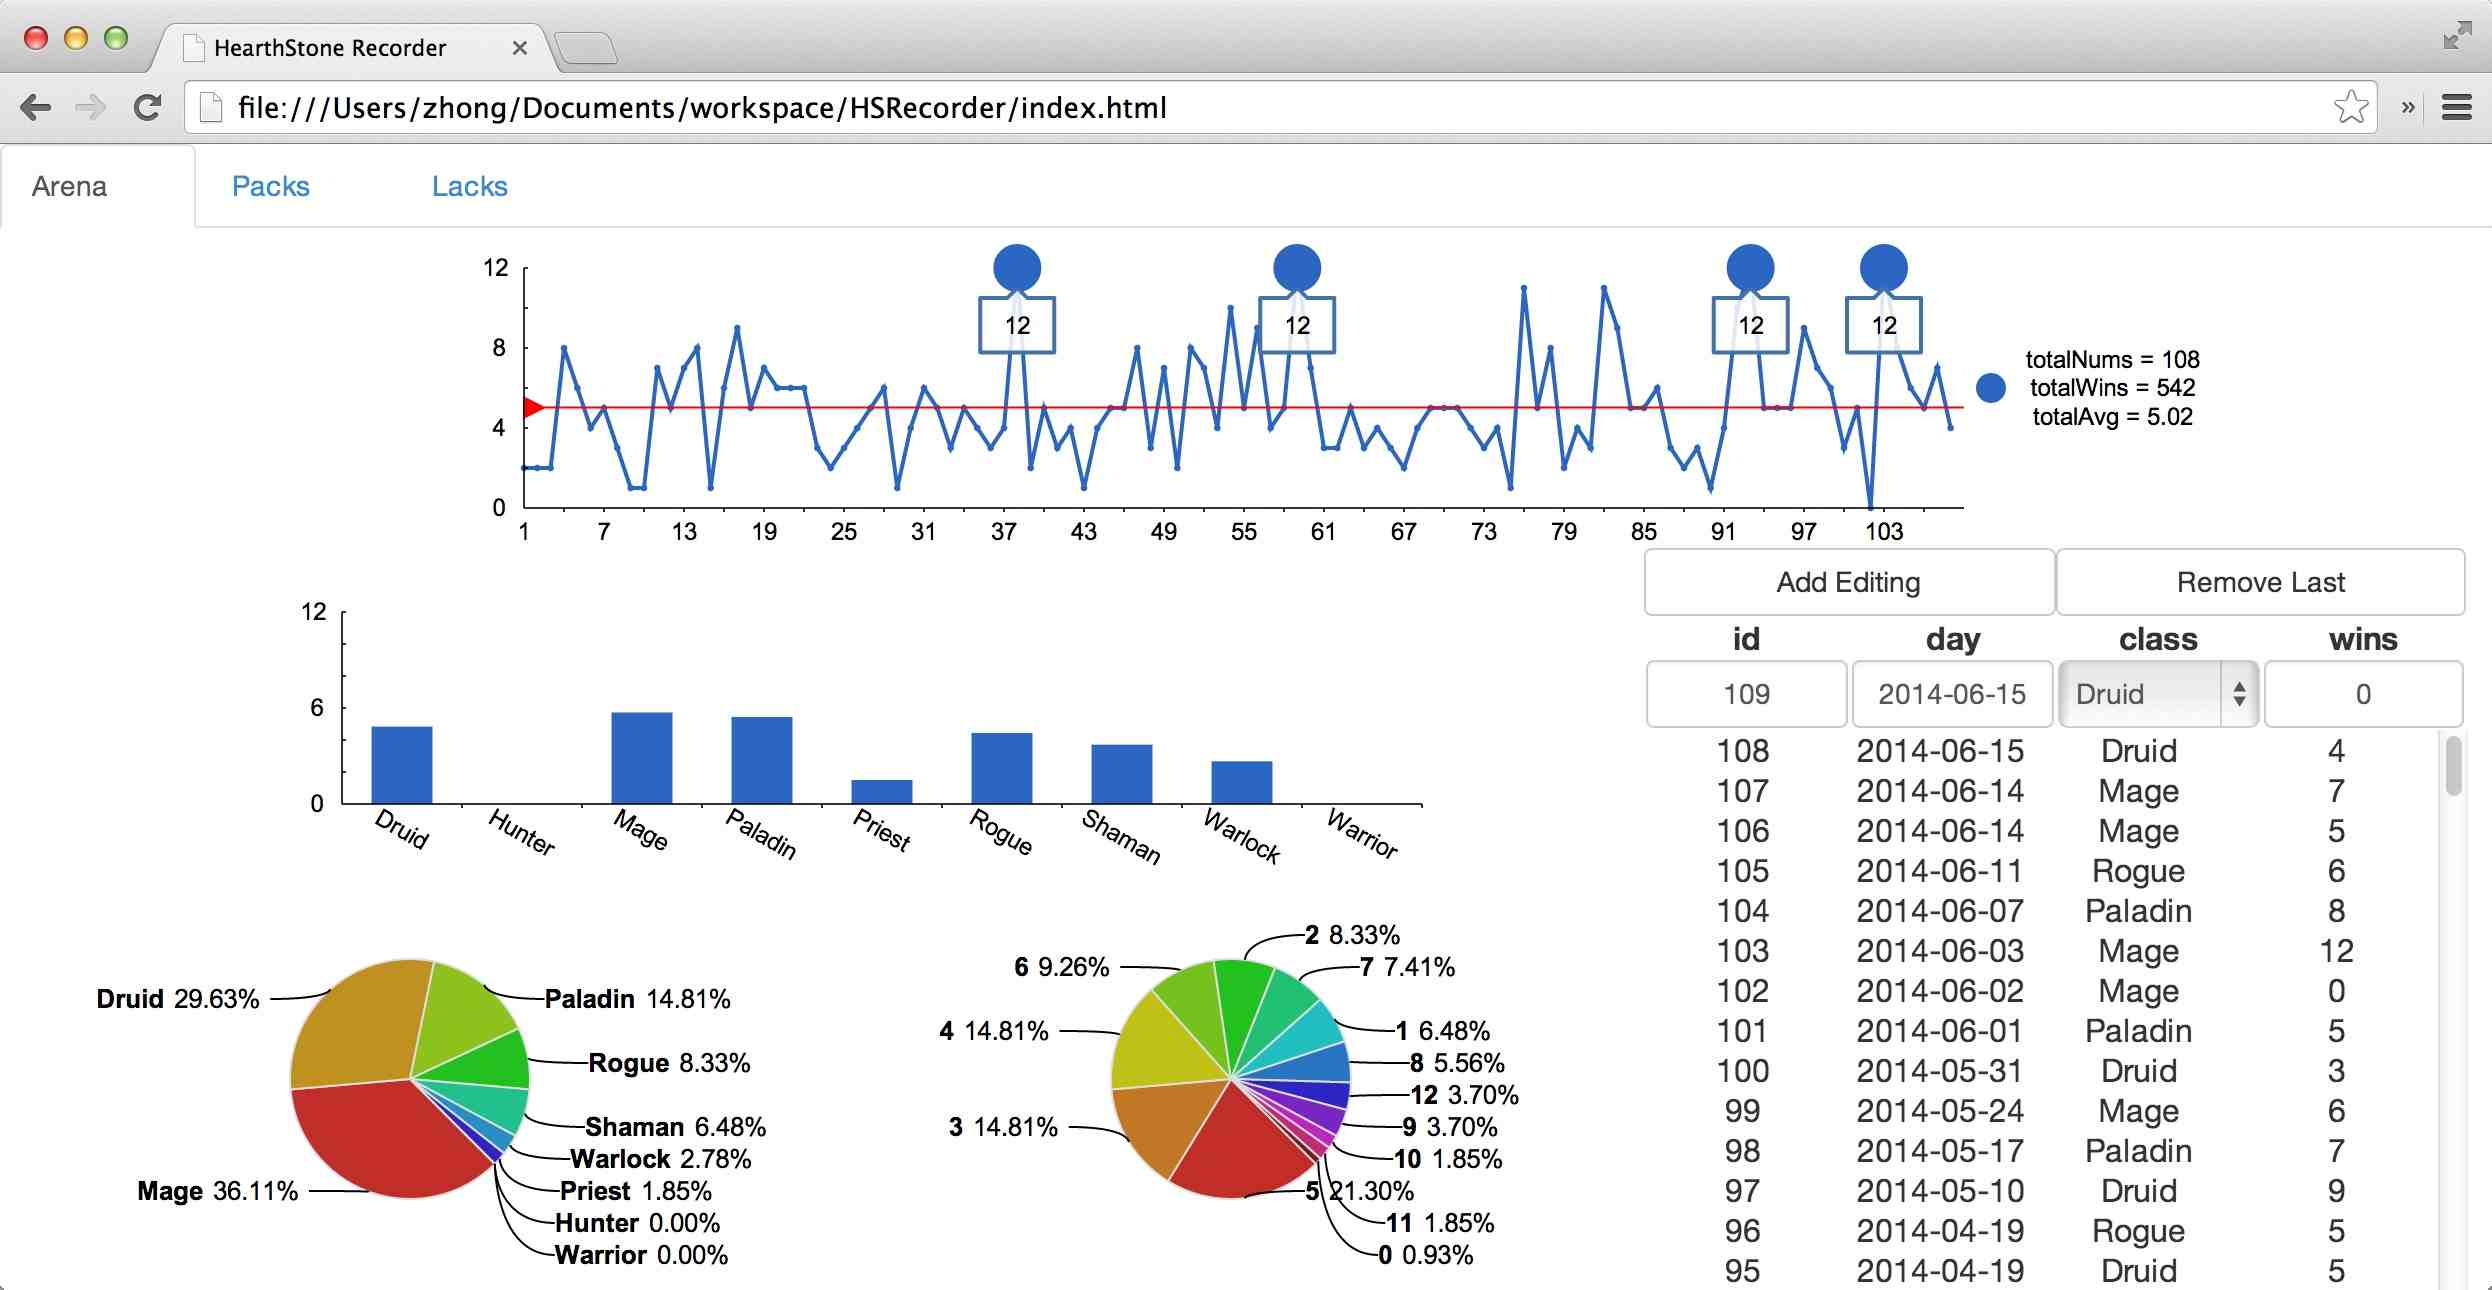 HearthStone Recorder
file:///Users/zhong/Documents/workspace/HSRecorder/index.html
Arena Packs Lacks
12
8
4
0
12 12 12 12
1 7 13 19 25 31 37 43 49 55 61 67 73 79 85 91 97 103
totalNums = 108
totalWins = 542
totalAvg = 5.02
12
6
0
Druid Hunter Mage Paladin Priest Rogue Shaman Warlock Warrior
Druid 29.63%
Paladin 14.81%
Rogue 8.33%
Shaman 6.48%
Warlock 2.78%
Mage 36.11%
Priest 1.85%
Hunter 0.00%
Warrior 0.00%
2 8.33%
6 9.26%
7 7.41%
4 14.81%
1 6.48%
8 5.56%
12 3.70%
3 14.81%
9 3.70%
10 1.85%
5 21.30%
11 1.85%
0 0.93%
Add Editing Remove Last
id day class wins
109 2014-06-15 Druid 0
108 2014-06-15 Druid 4
107 2014-06-14 Mage 7
106 2014-06-14 Mage 5
105 2014-06-11 Rogue 6
104 2014-06-07 Paladin 8
103 2014-06-03 Mage 12
102 2014-06-02 Mage 0
101 2014-06-01 Paladin 5
100 2014-05-31 Druid 3
99 2014-05-24 Mage 6
98 2014-05-17 Paladin 7
97 2014-05-10 Druid 9
96 2014-04-19 Rogue 5
95 2014-04-19 Druid 5